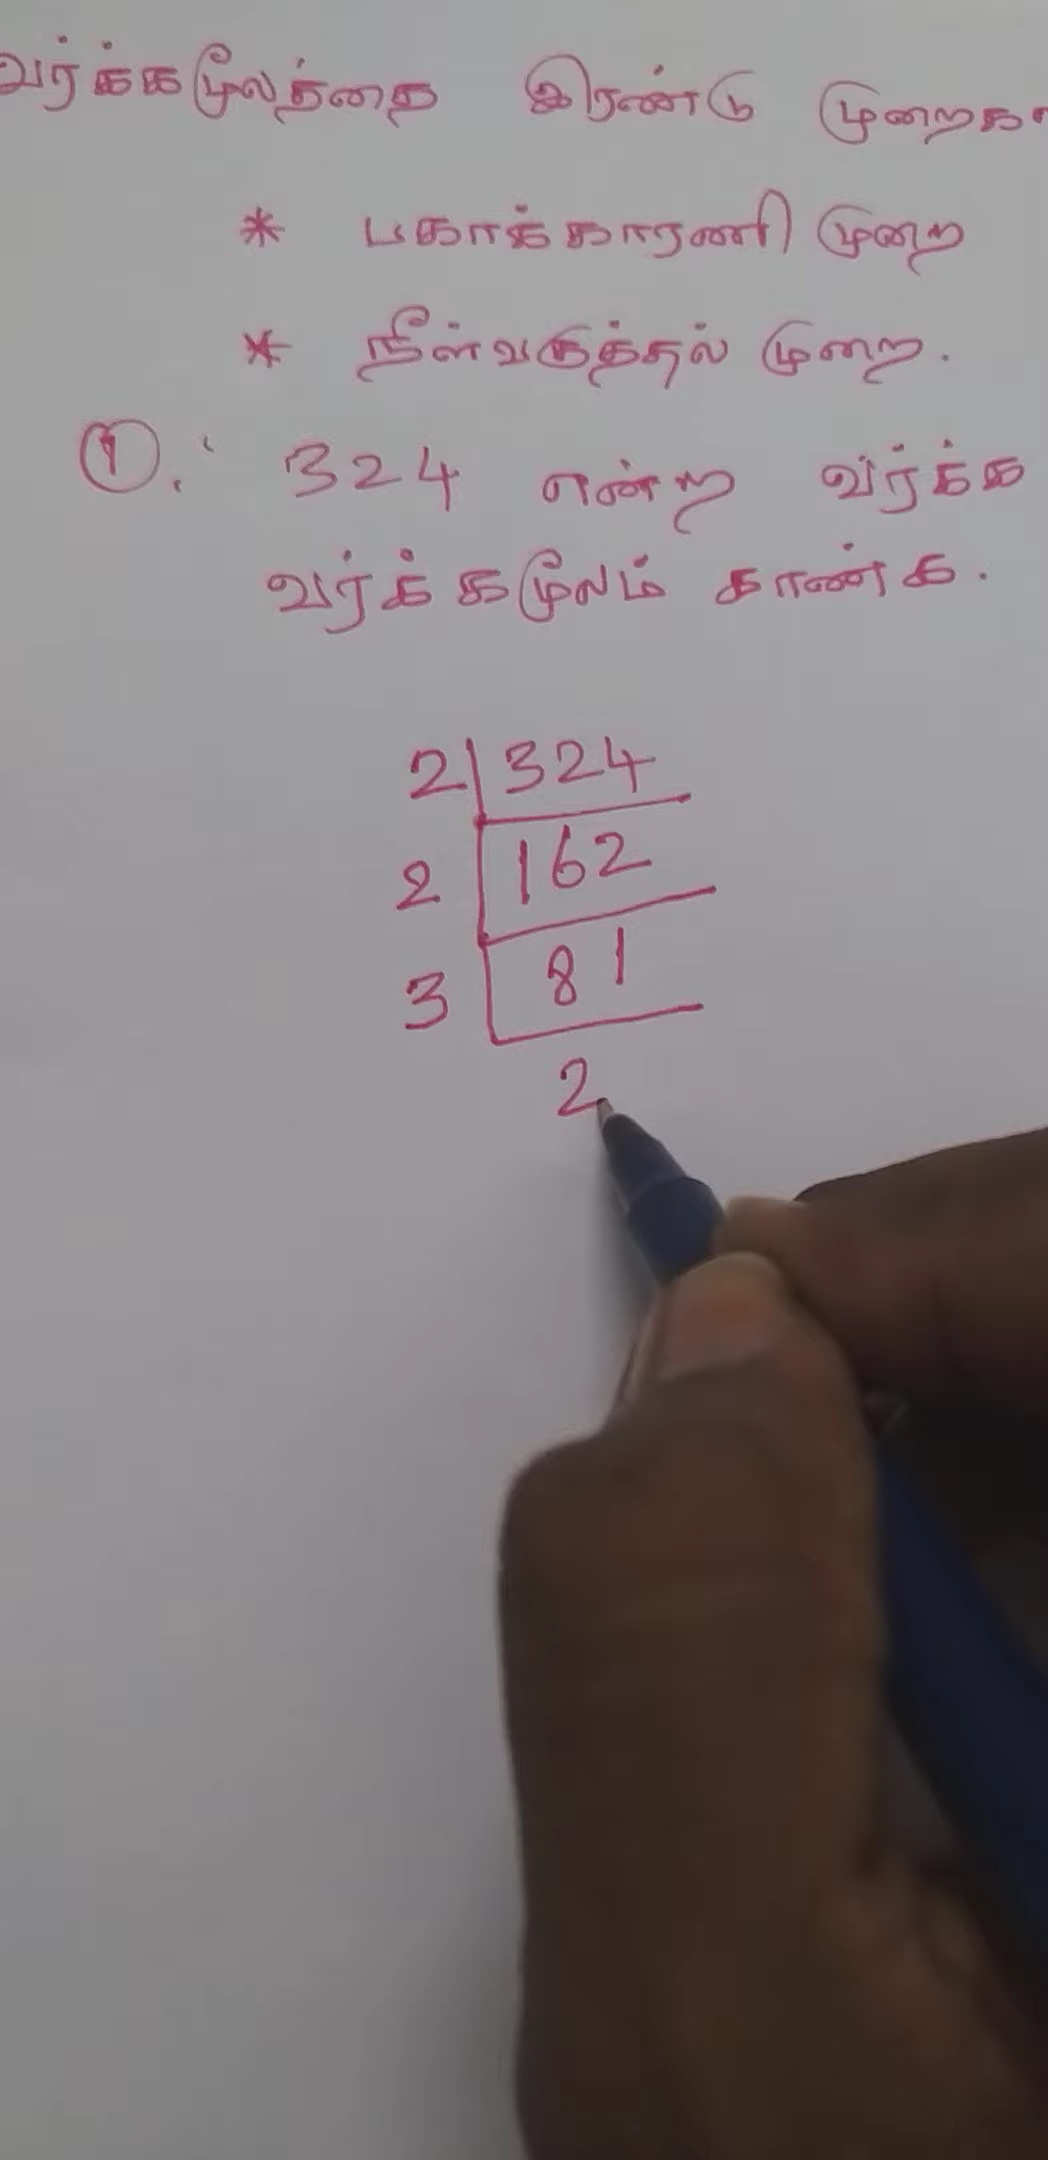 வர்க்கமூலத்தை இரண்டு
* பகாக்காரணி முறை
* நீள்வகுத்தல் முறை.
①. 324 என்ற வர்க்க
வர்க்கமூலம் காண்க.
2 | 324
2 | 162
3 | 81
2